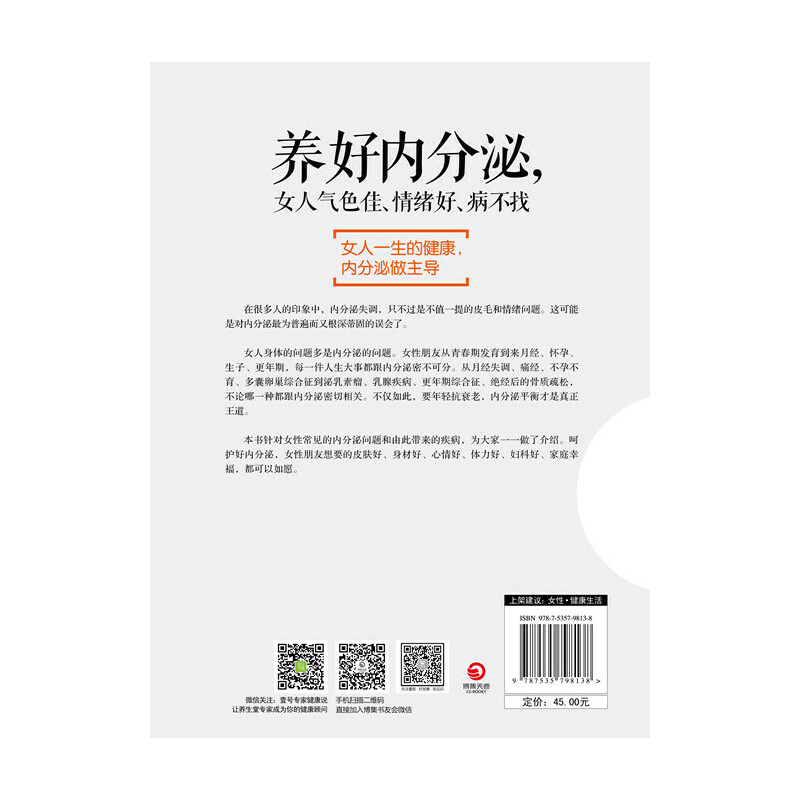 养好内分泌，
女人气色佳、情绪好、病不找
女人一生的健康，
内分泌做主导
在很多人的印象中，内分泌失调，只不过是不值一提的皮毛和情绪问题。这可能
是对内分泌最为普遍而又根深蒂固的误会了。
女人身体的问题多是内分泌的问题。女性朋友从青春期发育到来月经、怀孕、
生子、更年期，每一件人生大事都跟内分泌密不可分。从月经失调、痛经、不孕不
育、多囊卵巢综合征到泌乳素瘤、乳腺疾病、更年期综合征、绝经后的骨质疏松，
不论哪一种都跟内分泌密切相关。不仅如此，要年轻抗衰老，内分泌平衡才是真正
王道。
本书针对女性常见的内分泌问题和由此带来的疾病，为大家一一做了介绍。呵
护好内分泌，女性朋友想要的皮肤好、身材好、心情好、体力好、妇科好、家庭幸
福，都可以如愿。
上架建议：女性·健康生活
ISBN 978-7-5357-9813-8
9 787535 798138 >
定价：45.00元
博集天卷
CS-BOOKY
微信关注：壹号专家健康说
让养生堂专家成为你的健康顾问
手机扫描二维码
直接加入博集书友会微信